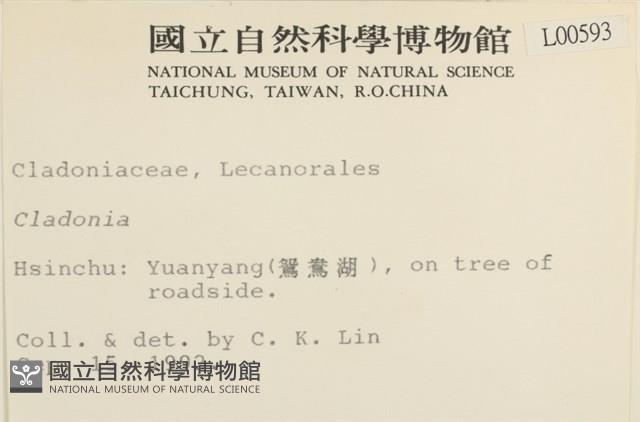 國立自然科學博物館
L00593
NATIONAL MUSEUM OF NATURAL SCIENCE
TAICHUNG, TAIWAN, R.O.CHINA
Cladoniaceae, Lecanorales
Cladonia
Hsinchu: Yuanyang(鴛鴦湖), on tree of
roadside.
Coll. & det. by C. K. Lin
國立自然科學博物館
NATIONAL MUSEUM OF NATURAL SCIENCE